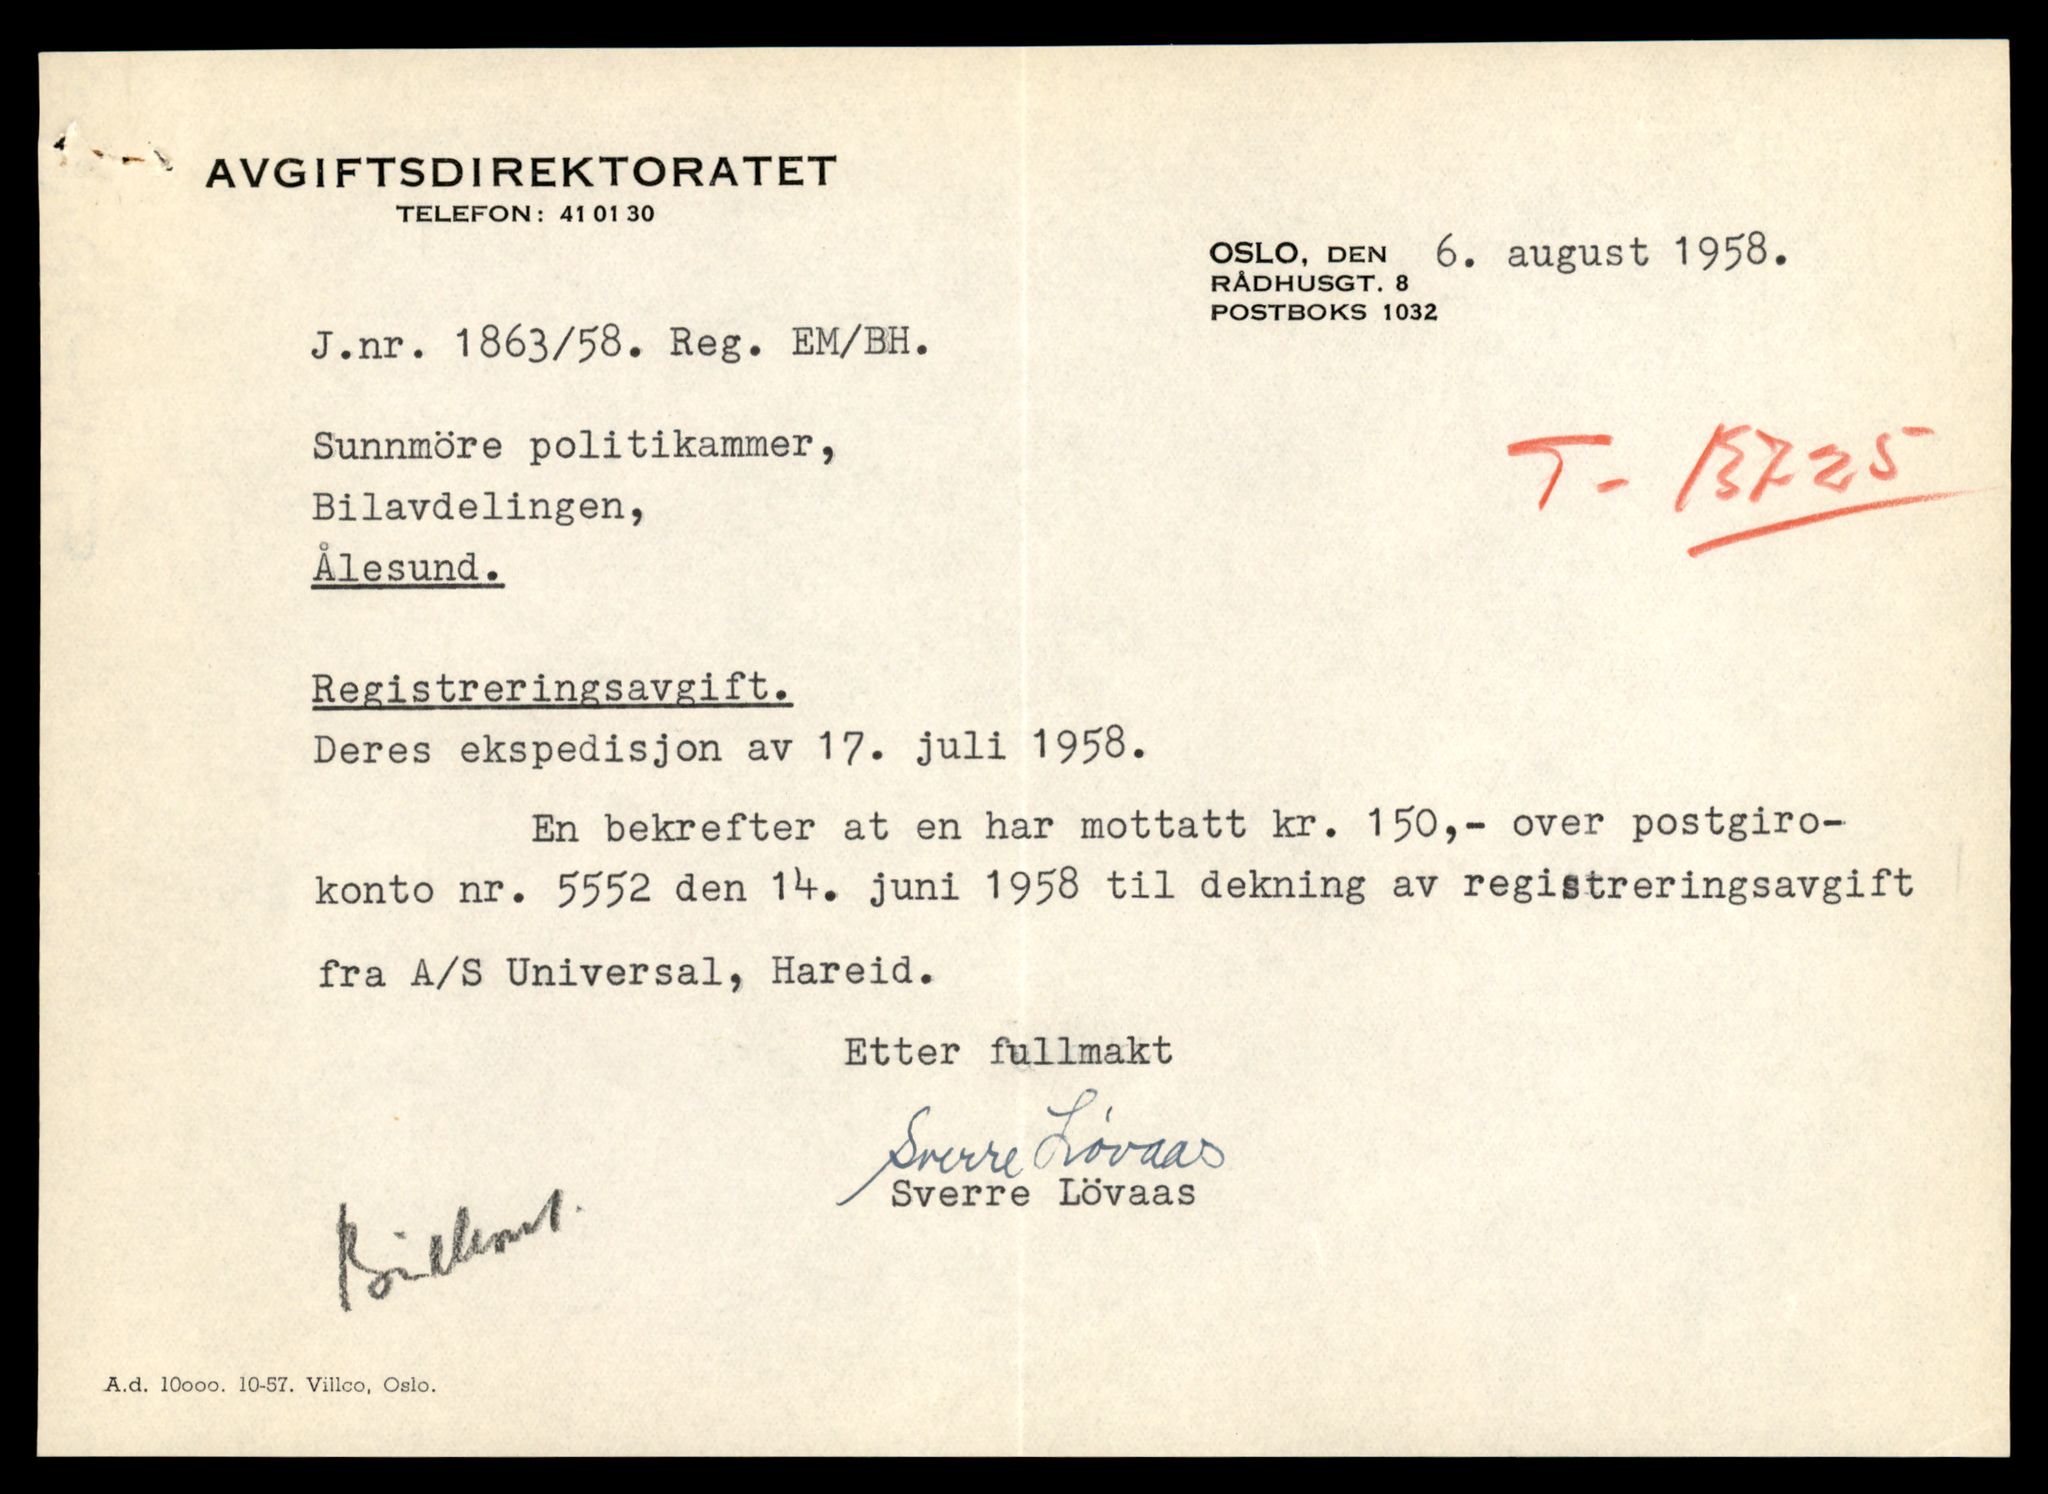 AVGIFTSDIREKTORATET
TELEFON: 41 01 30
OSLO, DEN 6. august 1958.
RÅDHUSGT. 8
POSTBOKS 1032
J.nr. 1863/58. Reg. EM/BH.
T- 13725
Sunnmöre politikammer,
Bilavdelingen,
Ålesund.
Registreringsavgift.
Deres ekspedisjon av 17. juli 1958.
En bekrefter at en har mottatt kr. 150,- over postgiro-
konto nr. 5552 den 14. juni 1958 til dekning av registreringsavgift
fra A/S Universal, Hareid.
Etter fullmakt
Sverre Lövaas
Sverre Lövaas
A.d. 10ooo. 10-57. Villco, Oslo.